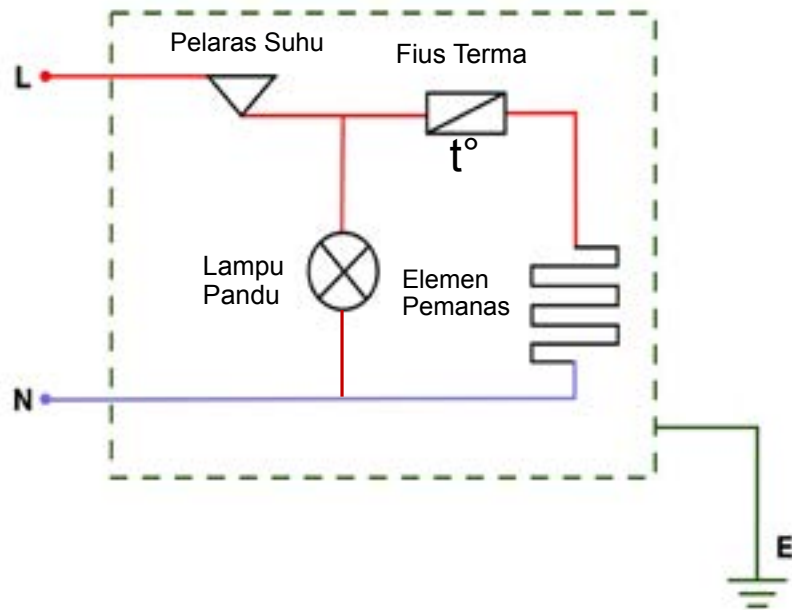 Pelaras Suhu
Fius Terma
L
t°
Lampu
Pandu
Elemen
Pemanas
N
E